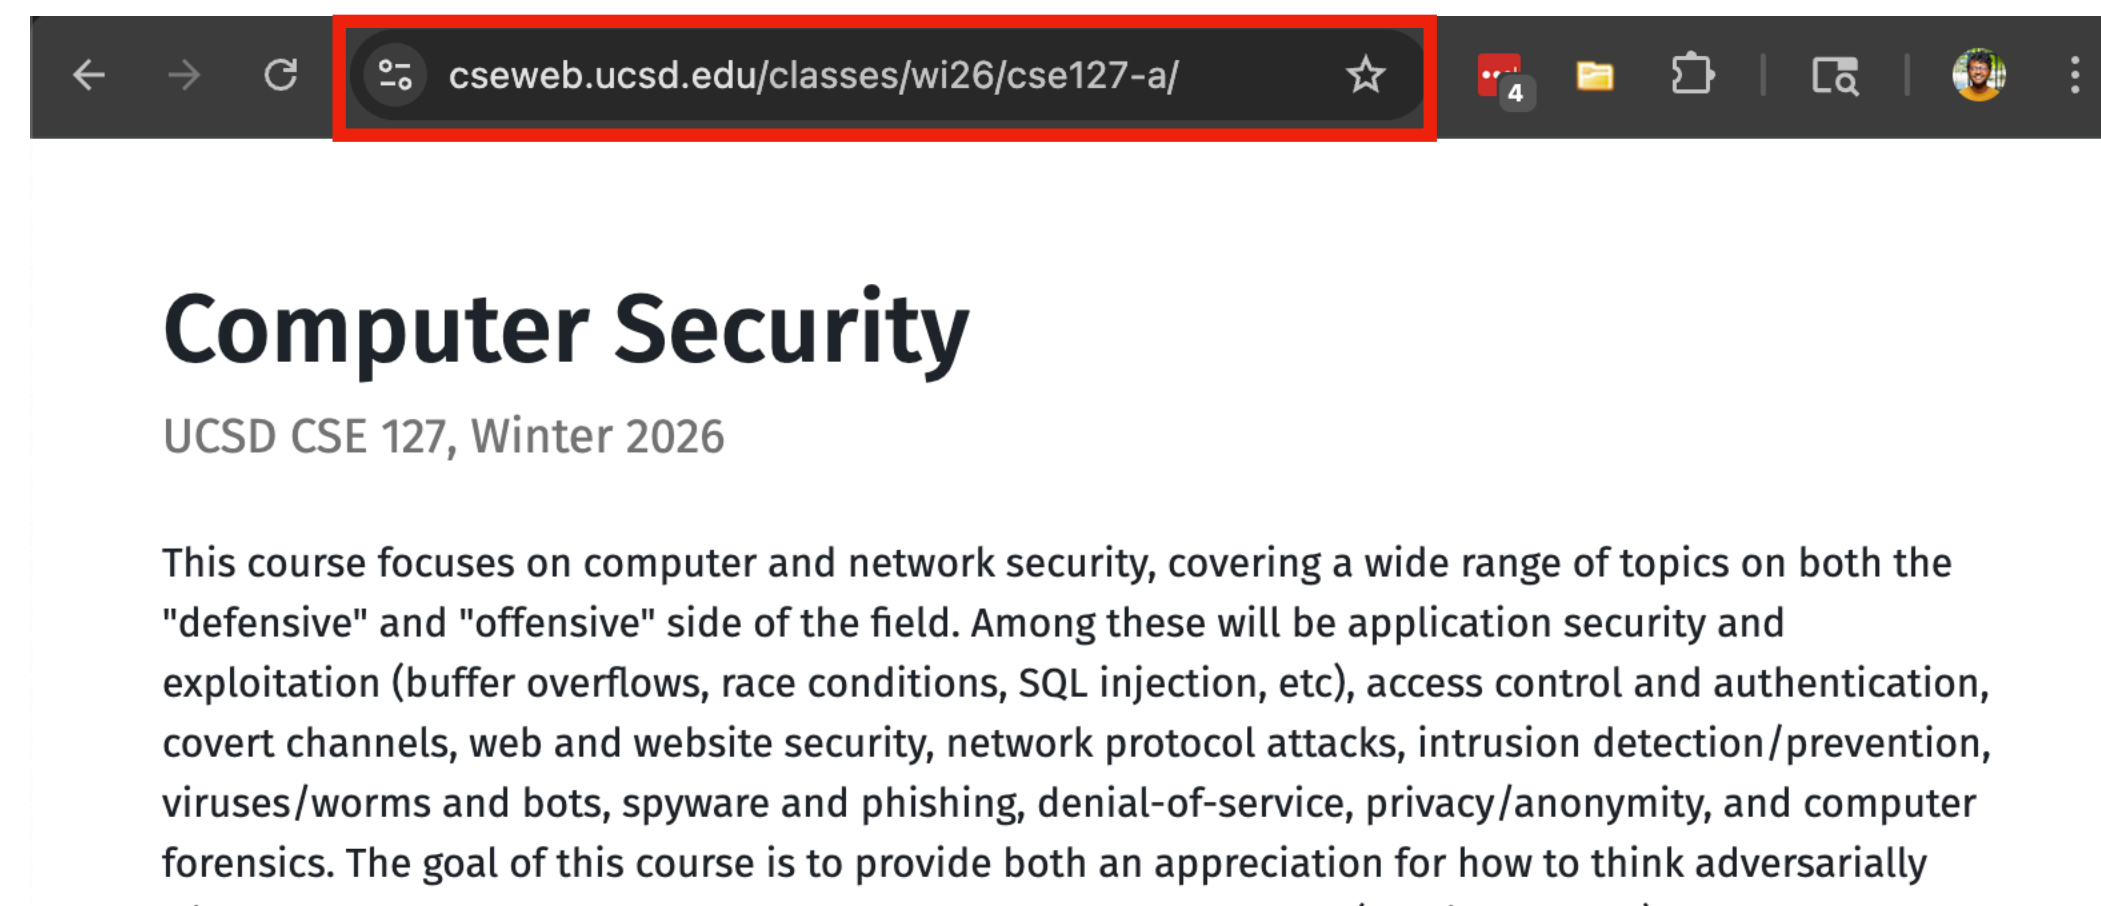 cseweb.ucsd.edu/classes/wi26/cse127-a/
4
Computer Security
UCSD CSE 127, Winter 2026
This course focuses on computer and network security, covering a wide range of topics on both the
"defensive" and "offensive" side of the field. Among these will be application security and
exploitation (buffer overflows, race conditions, SQL injection, etc), access control and authentication,
covert channels, web and website security, network protocol attacks, intrusion detection/prevention,
viruses/worms and bots, spyware and phishing, denial-of-service, privacy/anonymity, and computer
forensics. The goal of this course is to provide both an appreciation for how to think adversarially